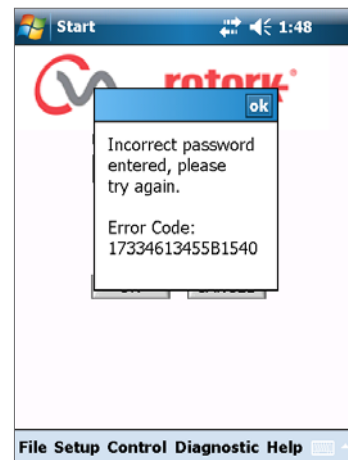 Start 1:48
rotork
ok
Incorrect password
entered, please
try again.
Error Code:
17334613455B1540
CANCEL
File Setup Control Diagnostic Help